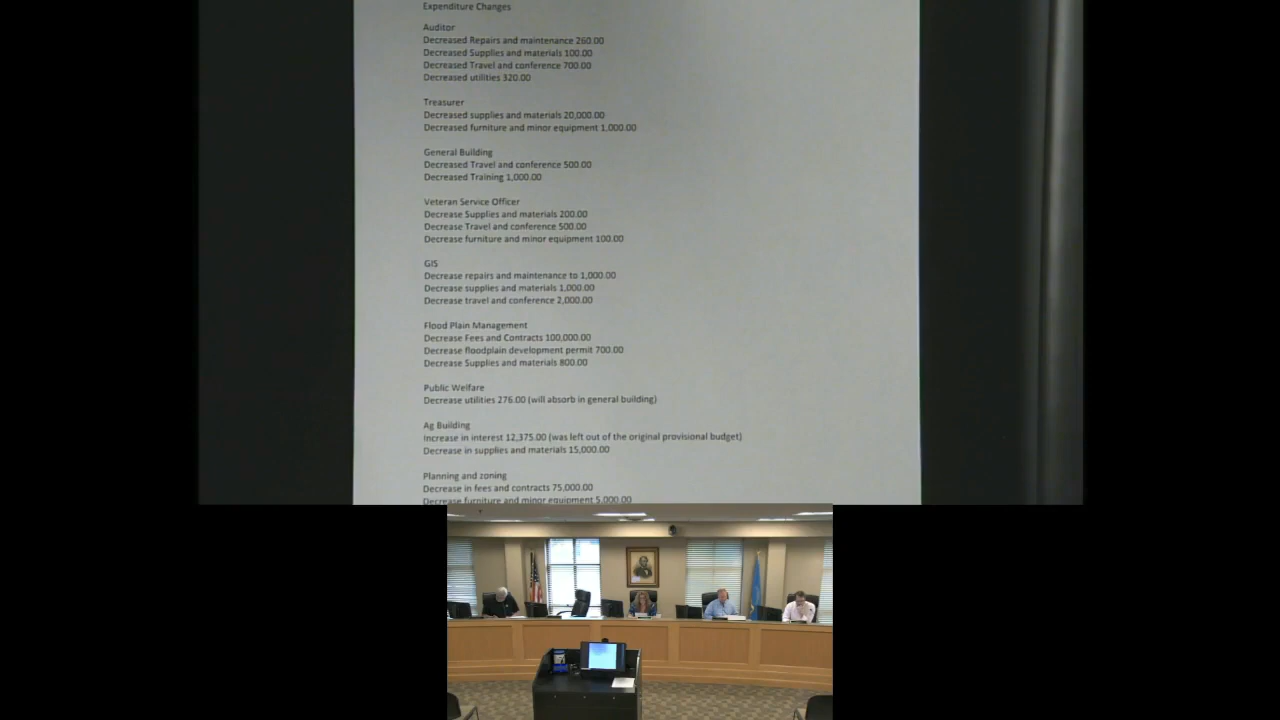 Expenditure Changes
Auditor
Decreased Repairs and maintenance 260.00
Decreased Supplies and materials 100.00
Decreased Travel and conference 700.00
Decreased utilities 320.00
Treasurer
Decreased supplies and materials 20,000.00
Decreased furniture and minor equipment 1,000.00
General Building
Decreased Travel and conference 500.00
Decreased Training 1,000.00
Veteran Service Officer
Decrease Supplies and materials 200.00
Decrease Travel and conference 500.00
Decrease furniture and minor equipment 100.00
GIS
Decrease repairs and maintenance to 1,000.00
Decrease supplies and materials 1,000.00
Decrease travel and conference 2,000.00
Flood Plain Management
Decrease Fees and Contracts 100,000.00
Decrease floodplain development permit 700.00
Decrease Supplies and materials 800.00
Public Welfare
Decrease utilities 276.00 (will absorb in general building)
Ag Building
Increase in interest 12,375.00 (was left out of the original provisional budget)
Decrease in supplies and materials 15,000.00
Planning and zoning
Decrease in fees and contracts 75,000.00
Decrease furniture and minor equipment 5,000.00